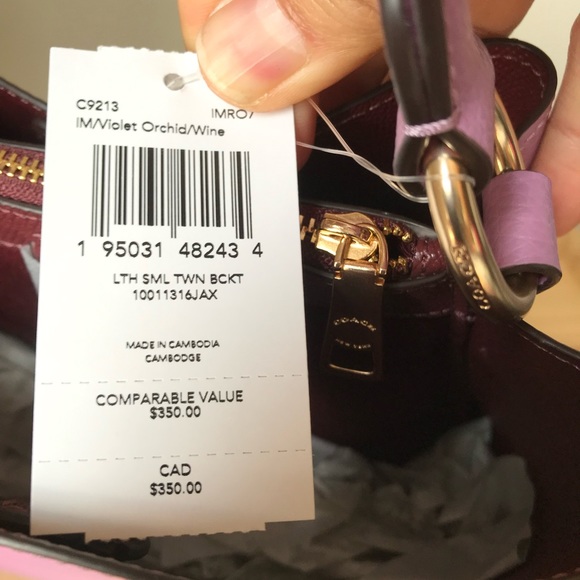 C9213 IMRO7
IM/Violet Orchid/Wine
1 95031 48243 4
LTH SML TWN BCKT
10011316JAX
MADE IN CAMBODIA
CAMBODGE
COMPARABLE VALUE
$350.00
CAD
$350.00
COACH
NEW YORK
COACH